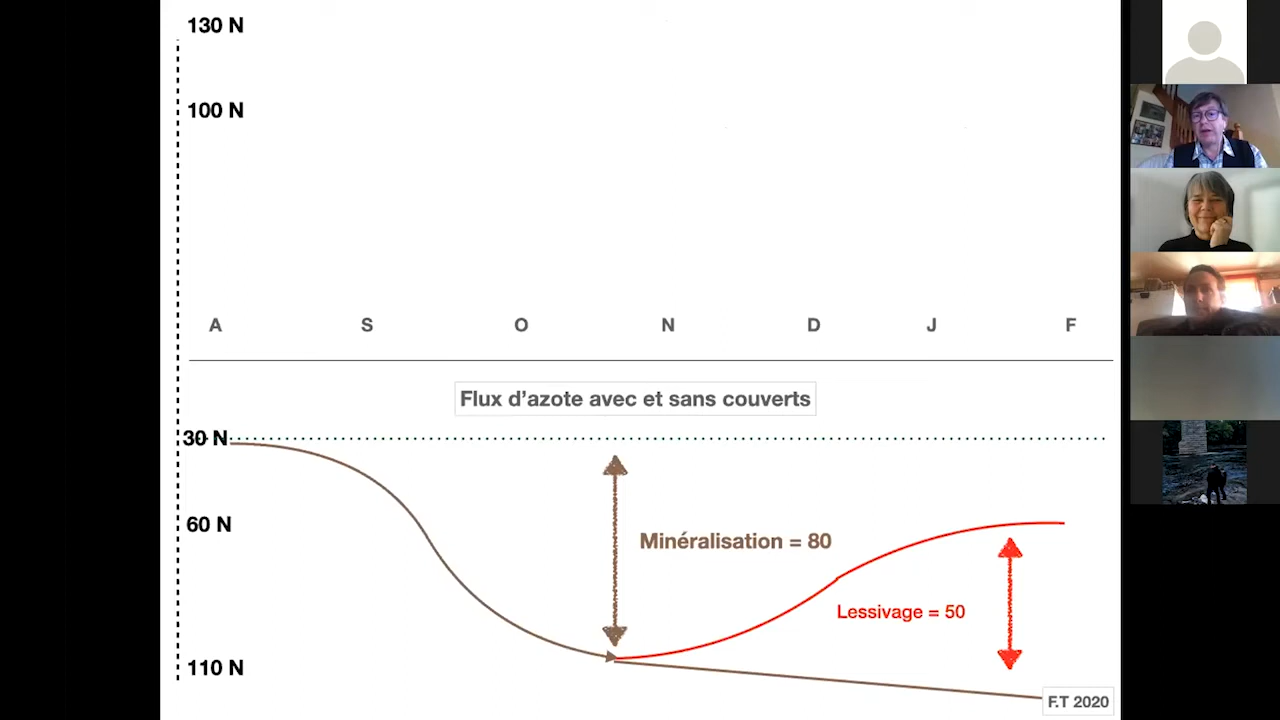 130 N
100 N
A S O N D J F
Flux d'azote avec et sans couverts
30 N
60 N
Minéralisation = 80
Lessivage = 50
110 N
F.T 2020